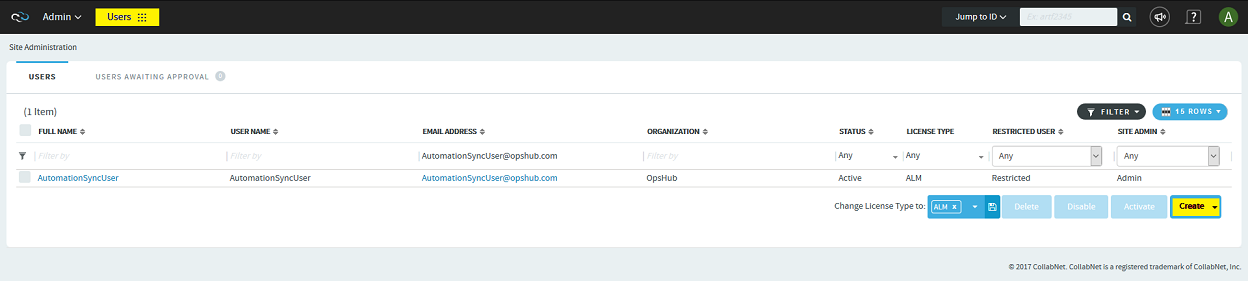 Admin Users Jump to ID Ex: artf2345 A
Site Administration
USERS USERS AWAITING APPROVAL 0
(1 Item) FILTER 15 ROWS
FULL NAME USER NAME EMAIL ADDRESS ORGANIZATION STATUS LICENSE TYPE RESTRICTED USER SITE ADMIN
Filter by Filter by AutomationSyncUser@opshub.com Filter by Any Any Any Any
AutomationSyncUser AutomationSyncUser AutomationSyncUser@opshub.com OpsHub Active ALM Restricted Admin
Change License Type to: ALM x Delete Disable Activate Create
© 2017 CollabNet. CollabNet is a registered trademark of CollabNet, Inc.